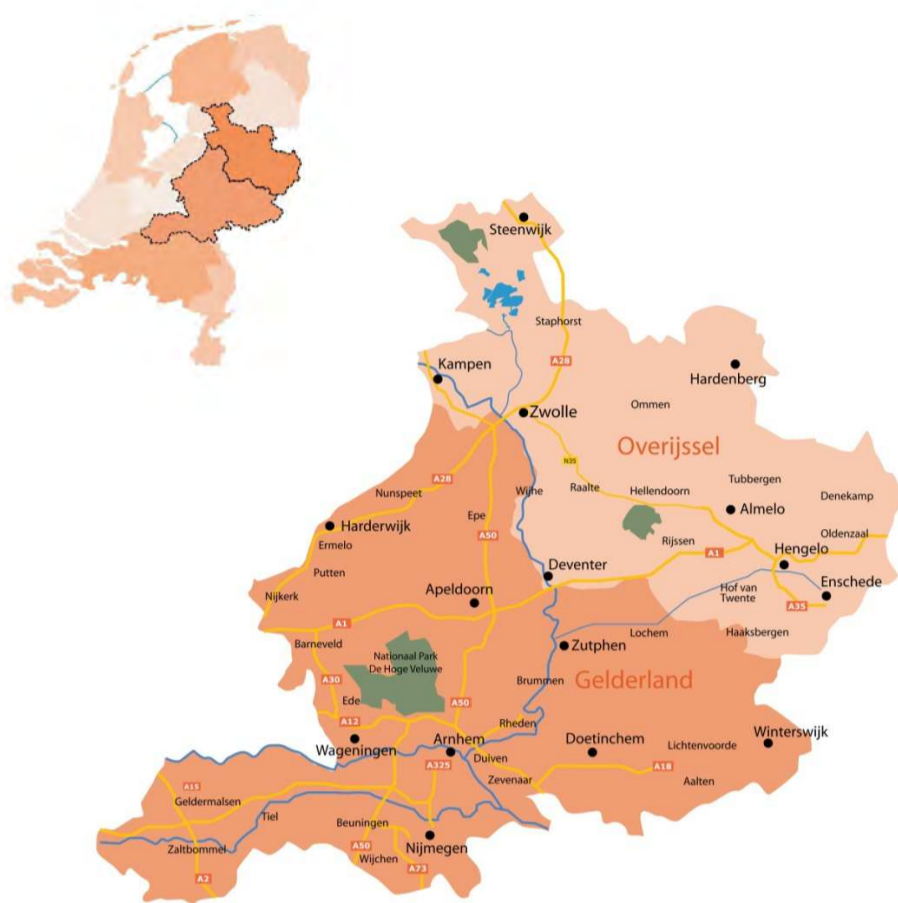 Steenwijk
Staphorst
A28
Kampen
Hardenberg
Ommen
Zwolle
Overijssel
N35
A28
Tubbergen
Nunspeet
Wijhe
Raalte
Hellendoorn
Denekamp
Almelo
Epe
Harderwijk
A50
Oldenzaal
Rijssen
Ermelo
A1
Hengelo
Putten
Deventer
Enschede
Apeldoorn
Hof van
Twente
Nijkerk
A35
A1
Lochem
Haaksbergen
Barneveld
Zutphen
Nationaal Park
De Hoge Veluwe
A30
Brummen
Gelderland
Ede
A50
A12
Rheden
Winterswijk
Wageningen
Arnhem
Doetinchem
Lichtenvoorde
A325
Duiven
A18
Zevenaar
Aalten
A15
Geldermalsen
Tiel
Beuningen
Zaltbommel
A50
Nijmegen
Wijchen
A2
A73